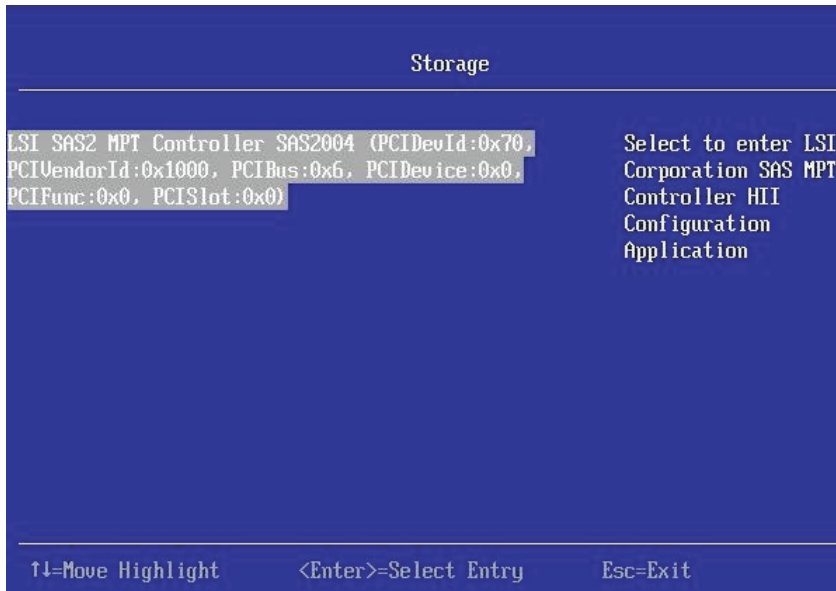 Storage
LSI SAS2 MPT Controller SAS2004 (PCIDevId:0x70,
PCIVendorId:0x1000, PCIBus:0x6, PCIDevice:0x0,
PCIFunc:0x0, PCISlot:0x0)
Select to enter LSI
Corporation SAS MPT
Controller HII
Configuration
Application
↑↓=Move Highlight <Enter>=Select Entry Esc=Exit